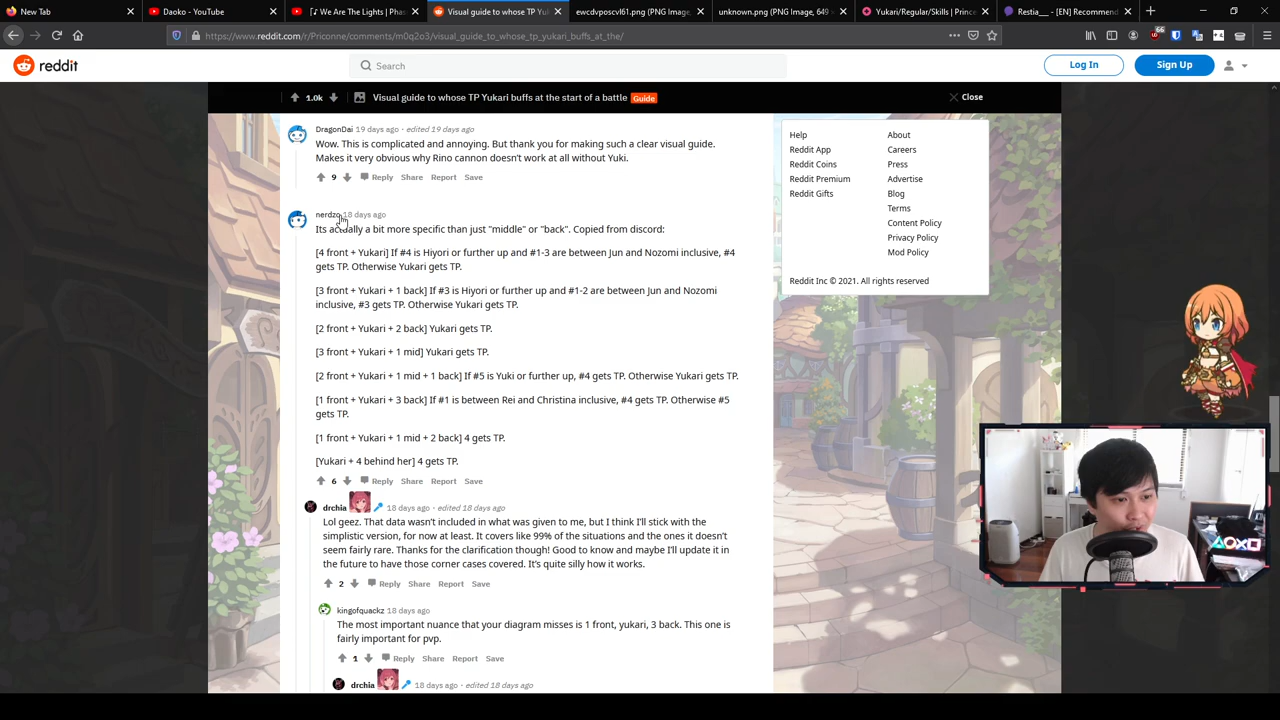 New Tab
Daoko - YouTube
[♪ We Are The Lights | Phas
Visual guide to whose TP Yuk
ewcdvposcvl61.png (PNG Image,
unknown.png (PNG Image, 649
Yukari/Regular/Skills | Prince
Restia___ - [EN] Recommend
https://www.reddit.com/r/Priconne/comments/m0q2o3/visual_guide_to_whose_tp_yukari_buffs_at_the/
reddit
Search
Log In
Sign Up
1.0k
Visual guide to whose TP Yukari buffs at the start of a battle Guide
Close
DragonDai 19 days ago · edited 19 days ago
Wow. This is complicated and annoying. But thank you for making such a clear visual guide.
Makes it very obvious why Rino cannon doesn't work at all without Yuki.
9 Reply Share Report Save
nerdzo 18 days ago
Its actually a bit more specific than just "middle" or "back". Copied from discord:
[4 front + Yukari] If #4 is Hiyori or further up and #1-3 are between Jun and Nozomi inclusive, #4
gets TP. Otherwise Yukari gets TP.
[3 front + Yukari + 1 back] If #3 is Hiyori or further up and #1-2 are between Jun and Nozomi
inclusive, #3 gets TP. Otherwise Yukari gets TP.
[2 front + Yukari + 2 back] Yukari gets TP.
[3 front + Yukari + 1 mid] Yukari gets TP.
[2 front + Yukari + 1 mid + 1 back] If #5 is Yuki or further up, #4 gets TP. Otherwise Yukari gets TP.
[1 front + Yukari + 3 back] If #1 is between Rei and Christina inclusive, #4 gets TP. Otherwise #5
gets TP.
[1 front + Yukari + 1 mid + 2 back] 4 gets TP.
[Yukari + 4 behind her] 4 gets TP.
6 Reply Share Report Save
drchia 18 days ago · edited 18 days ago
Lol geez. That data wasn't included in what was given to me, but I think I'll stick with the
simplistic version, for now at least. It covers like 99% of the situations and the ones it doesn't
seem fairly rare. Thanks for the clarification though! Good to know and maybe I'll update it in
the future to have those corner cases covered. It's quite silly how it works.
2 Reply Share Report Save
kingofquackz 18 days ago
The most important nuance that your diagram misses is 1 front, yukari, 3 back. This one is
fairly important for pvp.
1 Reply Share Report Save
drchia 18 days ago · edited 18 days ago
Help
Reddit App
Reddit Coins
Reddit Premium
Reddit Gifts
About
Careers
Press
Advertise
Blog
Terms
Content Policy
Privacy Policy
Mod Policy
Reddit Inc © 2021. All rights reserved